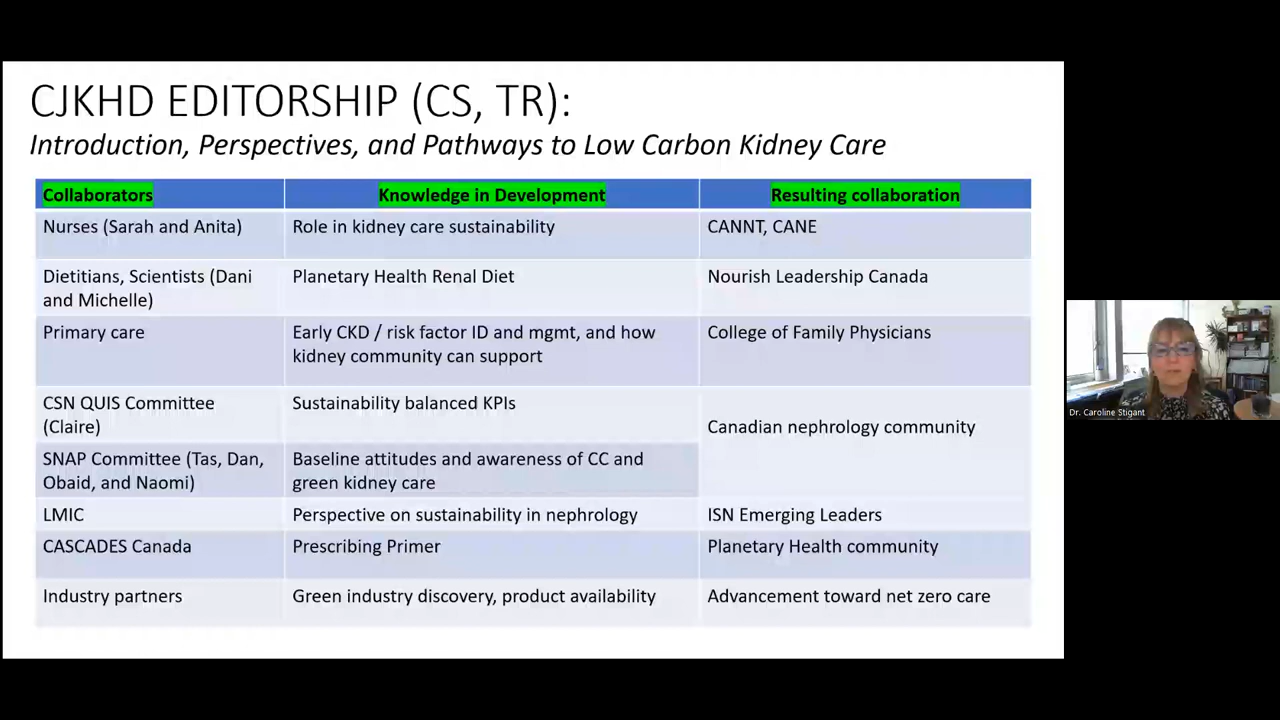 CJKHD EDITORSHIP (CS, TR):
Introduction, Perspectives, and Pathways to Low Carbon Kidney Care
Collaborators
Knowledge in Development
Resulting collaboration
Nurses (Sarah and Anita)
Role in kidney care sustainability
CANNT, CANE
Dietitians, Scientists (Dani
and Michelle)
Planetary Health Renal Diet
Nourish Leadership Canada
Primary care
Early CKD / risk factor ID and mgmt, and how
kidney community can support
College of Family Physicians
CSN QUIS Committee
(Claire)
Sustainability balanced KPIs
Canadian nephrology community
SNAP Committee (Tas, Dan,
Obaid, and Naomi)
Baseline attitudes and awareness of CC and
green kidney care
LMIC
Perspective on sustainability in nephrology
ISN Emerging Leaders
CASCADES Canada
Prescribing Primer
Planetary Health community
Industry partners
Green industry discovery, product availability
Advancement toward net zero care
Dr. Caroline Stigant